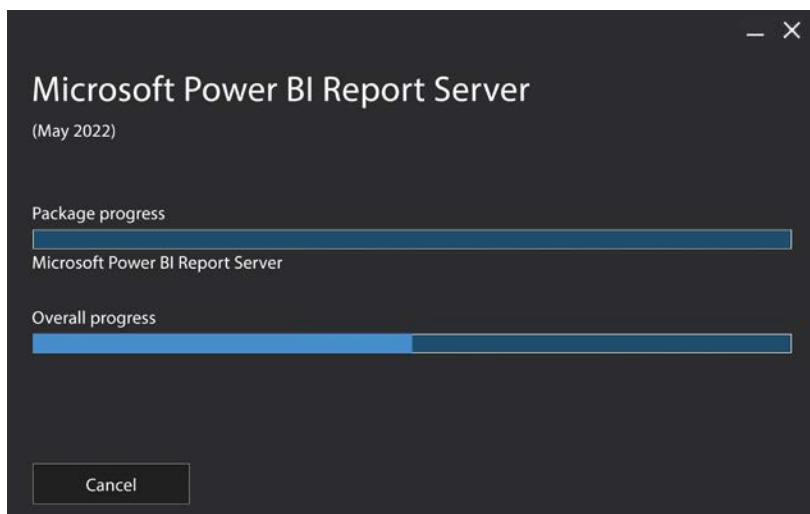 Microsoft Power BI Report Server
(May 2022)
Package progress
Microsoft Power BI Report Server
Overall progress
Cancel